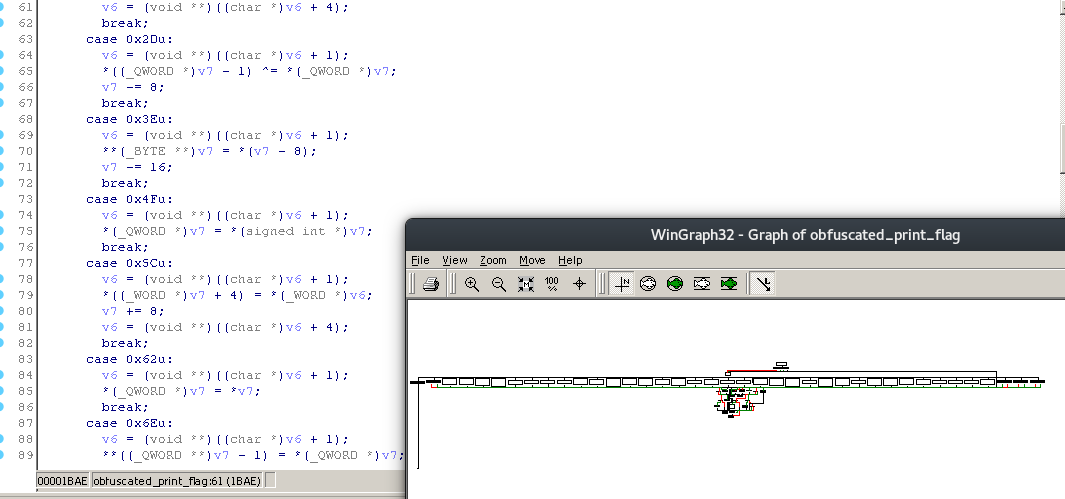 61 v6 = (void **)((char *)v6 + 4);
62 break;
63 case 0x2Du:
64 v6 = (void **)((char *)v6 + 1);
65 *((_QWORD *)v7 - 1) ^= *(_QWORD *)v7;
66 v7 -= 8;
67 break;
68 case 0x3Eu:
69 v6 = (void **)((char *)v6 + 1);
70 **(_BYTE **)v7 = *(v7 - 8);
71 v7 -= 16;
72 break;
73 case 0x4Fu:
74 v6 = (void **)((char *)v6 + 1);
75 *(_QWORD *)v7 = *(signed int *)v7;
76 break;
77 case 0x5Cu:
78 v6 = (void **)((char *)v6 + 1);
79 *((_WORD *)v7 + 4) = *(_WORD *)v6;
80 v7 += 8;
81 v6 = (void **)((char *)v6 + 4);
82 break;
83 case 0x62u:
84 v6 = (void **)((char *)v6 + 1);
85 *(_QWORD *)v7 = *v7;
86 break;
87 case 0x6Eu:
88 v6 = (void **)((char *)v6 + 1);
89 **((_QWORD **)v7 - 1) = *(_QWORD *)v7;
00001BAE obfuscated_print_flag:61 (1BAE)
WinGraph32 - Graph of obfuscated_print_flag
File View Zoom Move Help
100 %
N